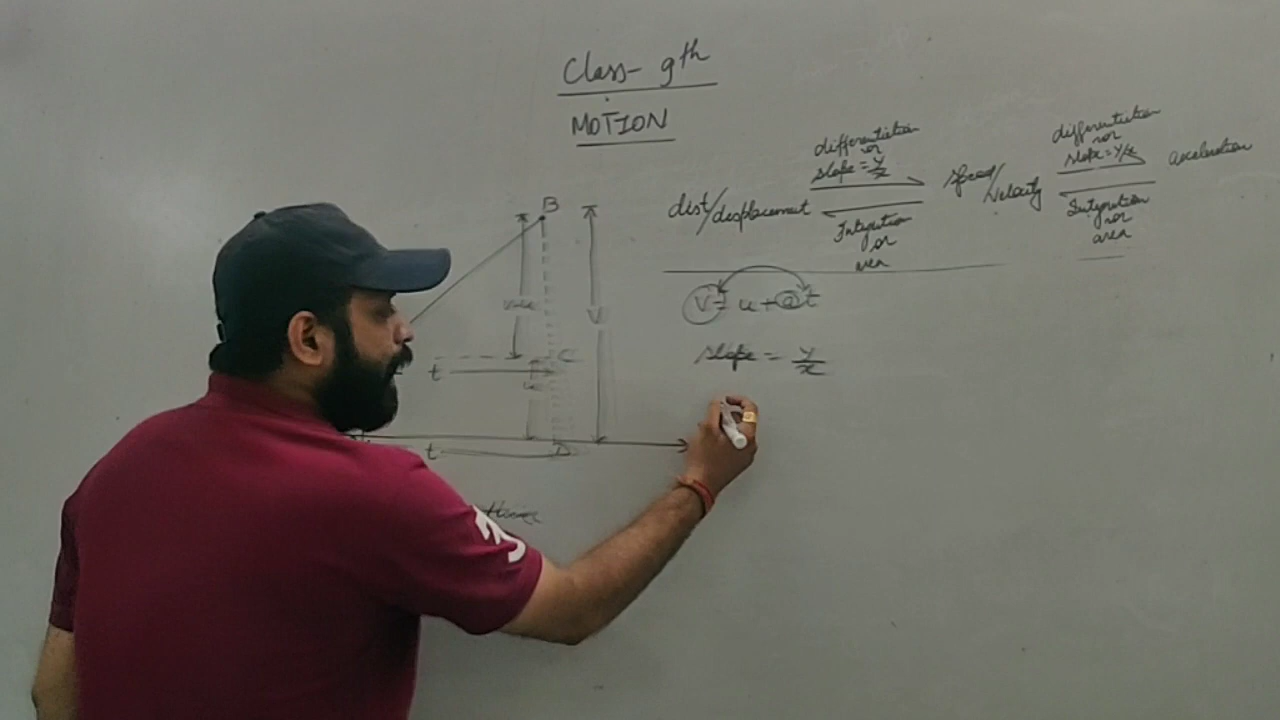 Class- 9th
MOTION
dist/displacement
differentiation
or
slope = y/x
Integration
or
area
speed/velocity
differentiation
or
slope = y/x
Integration
or
area
acceleration
B
V
C
t
t
D
V = u + at
slope = y/x
3